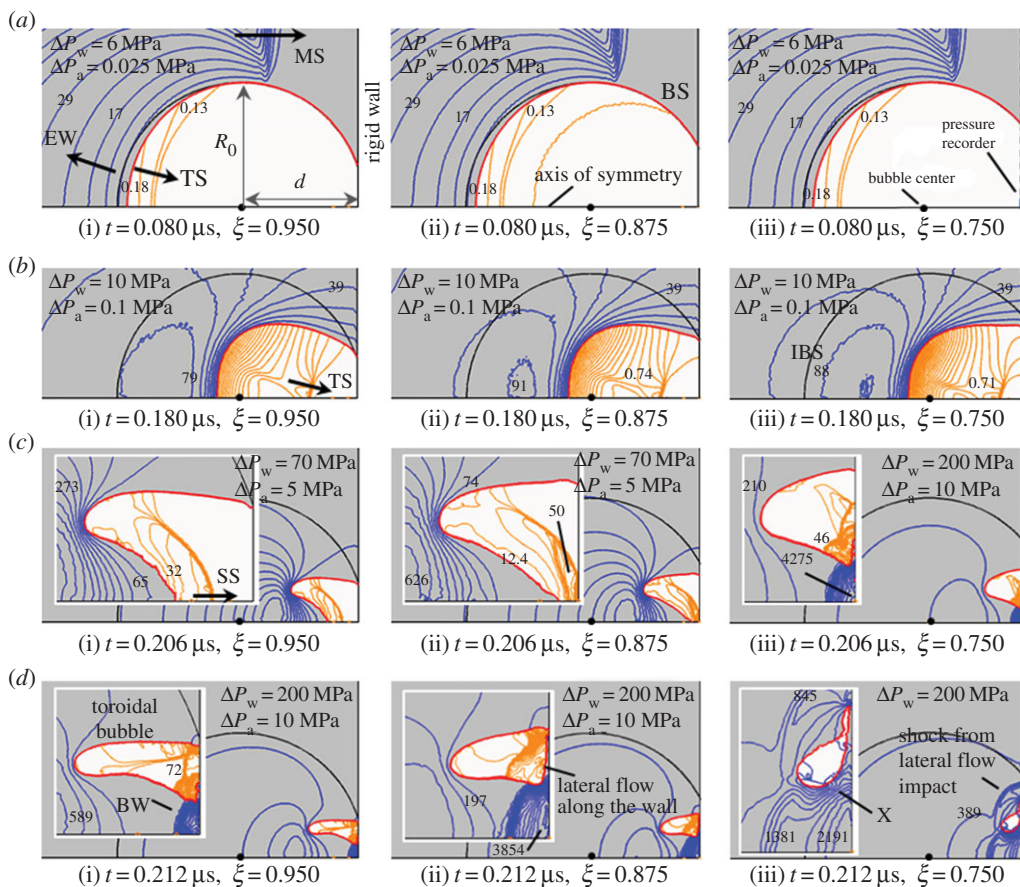 (a)
ΔPw = 6 MPa
ΔPa = 0.025 MPa
MS
29
17
0.13
EW
R0
TS
0.18
d
rigid wall
(i) t = 0.080 μs, ξ = 0.950
ΔPw = 6 MPa
ΔPa = 0.025 MPa
29
17
0.13
BS
0.18
axis of symmetry
(ii) t = 0.080 μs, ξ = 0.875
ΔPw = 6 MPa
ΔPa = 0.025 MPa
29
17
0.13
pressure
recorder
0.18
bubble center
(iii) t = 0.080 μs, ξ = 0.750
(b)
ΔPw = 10 MPa
ΔPa = 0.1 MPa
39
79
TS
(i) t = 0.180 μs, ξ = 0.950
ΔPw = 10 MPa
ΔPa = 0.1 MPa
39
91
0.74
(ii) t = 0.180 μs, ξ = 0.875
ΔPw = 10 MPa
ΔPa = 0.1 MPa
39
IBS
88
0.71
(iii) t = 0.180 μs, ξ = 0.750
(c)
ΔPw = 70 MPa
ΔPa = 5 MPa
273
65
32
SS
(i) t = 0.206 μs, ξ = 0.950
ΔPw = 70 MPa
ΔPa = 5 MPa
74
50
12.4
626
(ii) t = 0.206 μs, ξ = 0.875
ΔPw = 200 MPa
ΔPa = 10 MPa
210
46
4275
(iii) t = 0.206 μs, ξ = 0.750
(d)
ΔPw = 200 MPa
ΔPa = 10 MPa
toroidal
bubble
72
BW
589
(i) t = 0.212 μs, ξ = 0.950
ΔPw = 200 MPa
ΔPa = 10 MPa
197
lateral flow
along the wall
3854
(ii) t = 0.212 μs, ξ = 0.875
845
ΔPw = 200 MPa
shock from
lateral flow
impact
X
389
1381
2191
(iii) t = 0.212 μs, ξ = 0.750